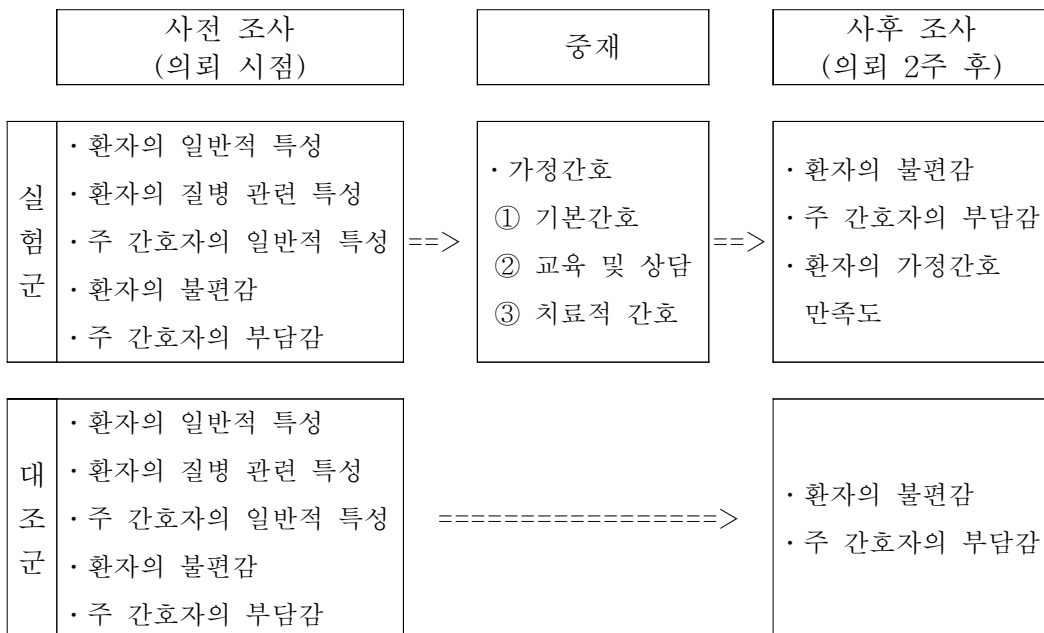 사전 조사
(의뢰 시점)
중재
사후 조사
(의뢰 2주 후)
실험군
·환자의 일반적 특성
·환자의 질병 관련 특성
·주 간호자의 일반적 특성
·환자의 불편감
·주 간호자의 부담감
==>
·가정간호
① 기본간호
② 교육 및 상담
③ 치료적 간호
==>
·환자의 불편감
·주 간호자의 부담감
·환자의 가정간호
만족도
대조군
·환자의 일반적 특성
·환자의 질병 관련 특성
·주 간호자의 일반적 특성
·환자의 불편감
·주 간호자의 부담감
=================>
·환자의 불편감
·주 간호자의 부담감